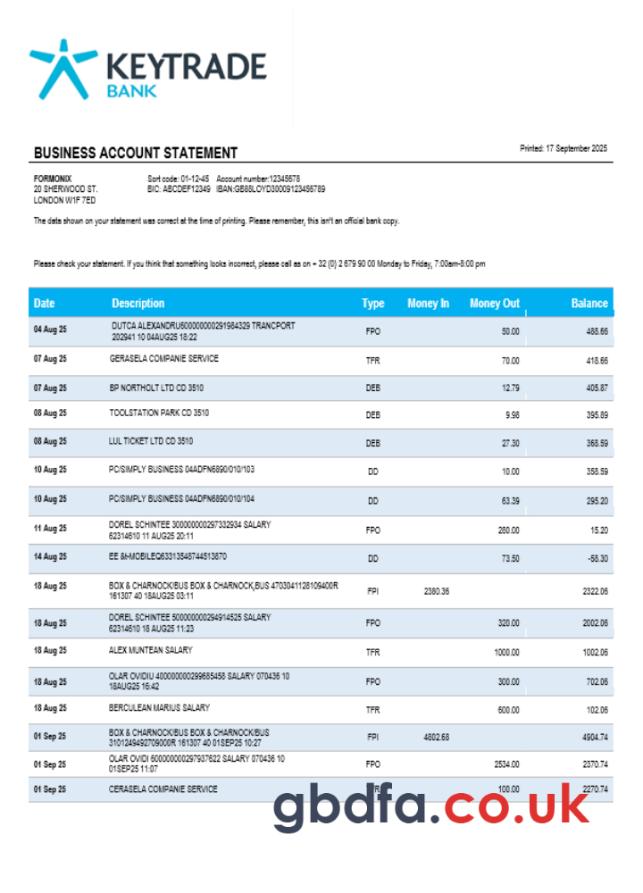 KEYTRADE
BANK
BUSINESS ACCOUNT STATEMENT
Printed: 17 September 2025
FORMONIX
20 SHERWOOD ST.
LONDON W1F 7ED
Sort code: 01-12-45 Account number:12345678
BIC: ABCDEF12349 IBAN:GB88LOYD30009123456789
The data shown on your statement was correct at the time of printing. Please remember, this isn't an official bank copy.
Please check your statement. If you think that something looks incorrect, please call as on + 32 (0) 2 679 90 00 Monday to Friday, 7:00am-8:00 pm
Date Description Type Money In Money Out Balance
04 Aug 25 DUTCA ALEXANDRU600000000291984329 TRANCPORT
202941 10 04AUG25 18:22 FPO 50.00 488.66
07 Aug 25 GERASELA COMPANIE SERVICE TFR 70.00 418.66
07 Aug 25 BP NORTHOLT LTD CD 3510 DEB 12.79 405.87
08 Aug 25 TOOLSTATION PARK CD 3510 DEB 9.98 395.89
08 Aug 25 LUL TICKET LTD CD 3510 DEB 27.30 368.59
10 Aug 25 PC/SIMPLY BUSINESS 04ADFN6890/010/103 DD 10.00 358.59
10 Aug 25 PC/SIMPLY BUSINESS 04ADFN6890/010/104 DD 63.39 295.20
11 Aug 25 DOREL SCHINTEE 300000000297332934 SALARY
62314610 11 AUG25 20:11 FPO 280.00 15.20
14 Aug 25 EE &t-MOBILEQ63313548744513670 DD 73.50 -58.30
18 Aug 25 BOX & CHARNOCK/BUS BOX & CHARNOCK,BUS 4703041128109400R
161307 40 18AUG25 03:11 FPI 2380.36 2322.06
18 Aug 25 DOREL SCHINTEE 500000000294914525 SALARY
62314610 18 AUG25 11:23 FPO 320.00 2002.06
18 Aug 25 ALEX MUNTEAN SALARY TFR 1000.00 1002.06
18 Aug 25 OLAR OVIDIU 400000000299685458 SALARY 070436 10
18AUG25 16:42 FPO 300.00 702.06
18 Aug 25 BERCULEAN MARIUS SALARY TFR 600.00 102.06
01 Sep 25 BOX & CHARNOCK/BUS BOX & CHARNOCK/BUS
3101249492709000R 161307 40 01SEP25 10:27 FPI 4802.68 4904.74
01 Sep 25 OLAR OVIDI 600000000297937622 SALARY 070436 10
01SEP25 11:07 FPO 2534.00 2370.74
01 Sep 25 CERASELA COMPANIE SERVICE 100.00 2270.74
gbdfa.co.uk